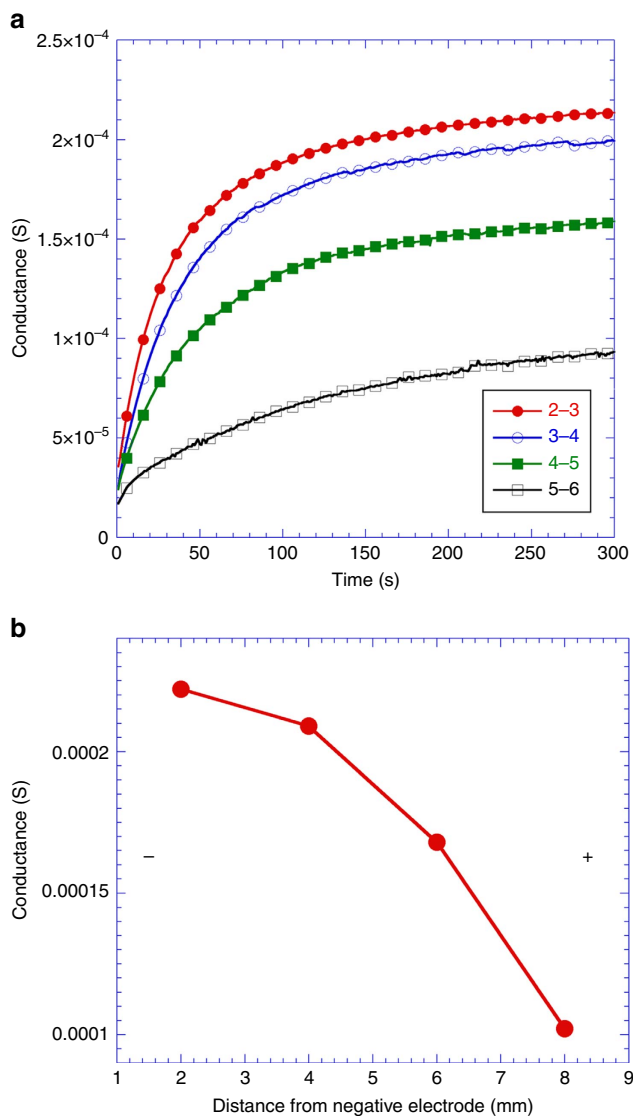 a
2.5×10⁻⁴
2×10⁻⁴
1.5×10⁻⁴
1×10⁻⁴
5×10⁻⁵
0
Conductance (S)
2–3
3–4
4–5
5–6
0 50 100 150 200 250 300
Time (s)
b
0.0002
0.00015
0.0001
Conductance (S)
– +
1 2 3 4 5 6 7 8 9
Distance from negative electrode (mm)